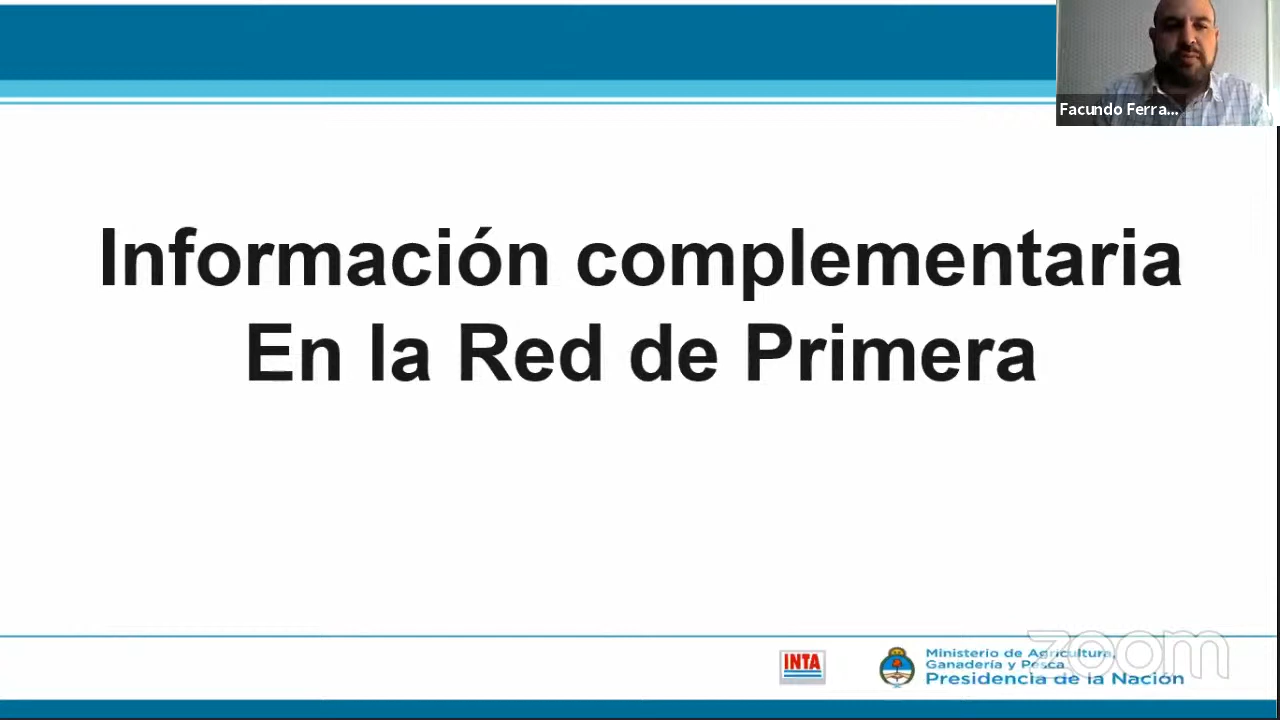 Facundo Ferra...
Información complementaria
En la Red de Primera
INTA
Ministerio de Agricultura,
Ganadería y Pesca
Presidencia de la Nación
zoom